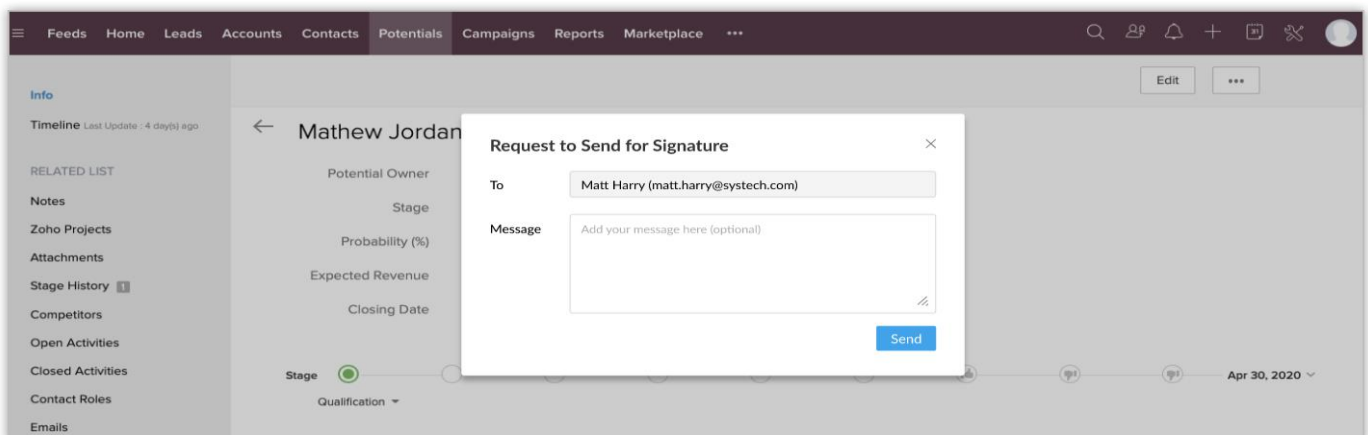 Feeds Home Leads Accounts Contacts Potentials Campaigns Reports Marketplace •••
31
Edit •••
Info
Timeline Last Update : 4 day(s) ago
RELATED LIST
Notes
Zoho Projects
Attachments
Stage History 1
Competitors
Open Activities
Closed Activities
Contact Roles
Emails
← Mathew Jordan
Potential Owner
Stage
Probability (%)
Expected Revenue
Closing Date
Request to Send for Signature
To Matt Harry (matt.harry@systech.com)
Message Add your message here (optional)
Send
Stage Apr 30, 2020
Qualification